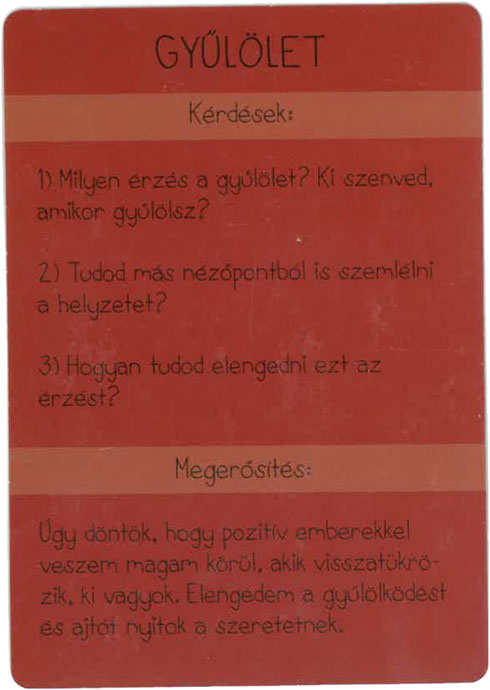 GYŰLÖLET
Kérdések:
1) Milyen érzés a gyűlölet? Ki szenved,
amikor gyűlölsz?
2) Tudod más nézőpontból is szemlélni
a helyzetet?
3) Hogyan tudod elengedni ezt az
érzést?
Megerősítés:
Úgy döntök, hogy pozitív emberekkel
veszem magam körül, akik visszatükrö-
zik, ki vagyok. Elengedem a gyűlölködést
és ajtót nyitok a szeretetnek.